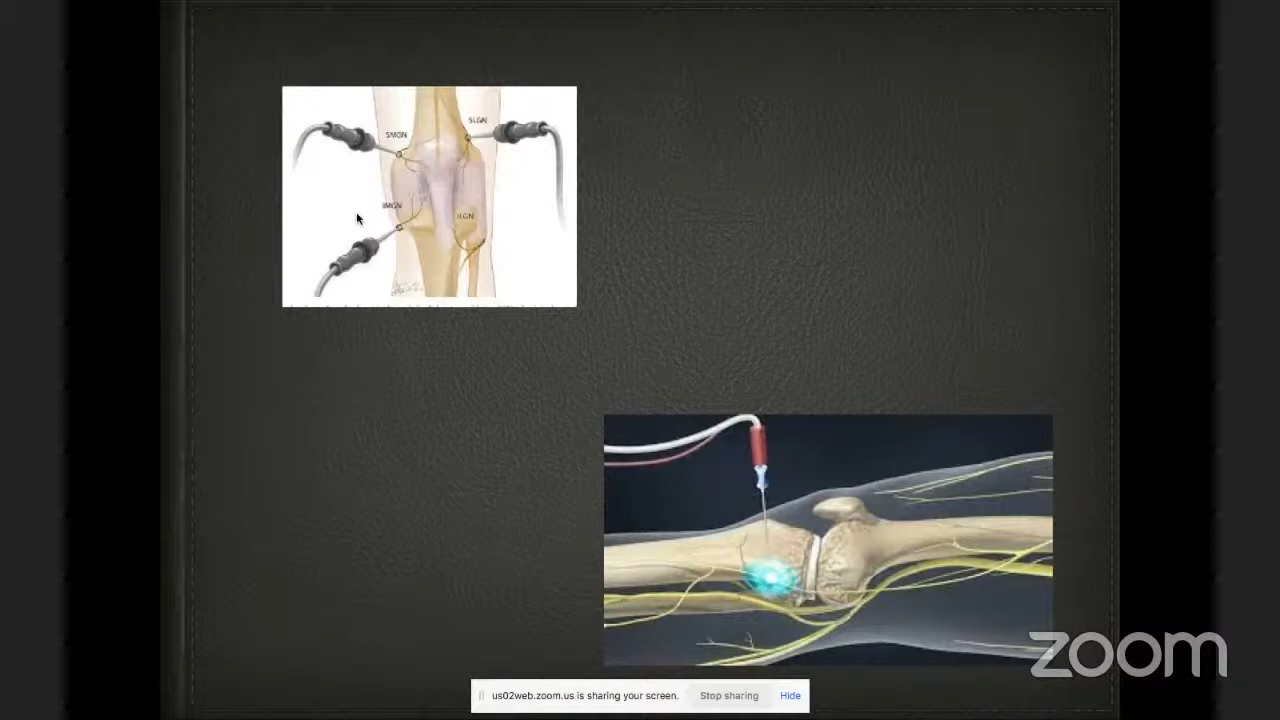 SLGN
SMGN
IMGN
ILGN
zoom
us02web.zoom.us is sharing your screen. Stop sharing Hide